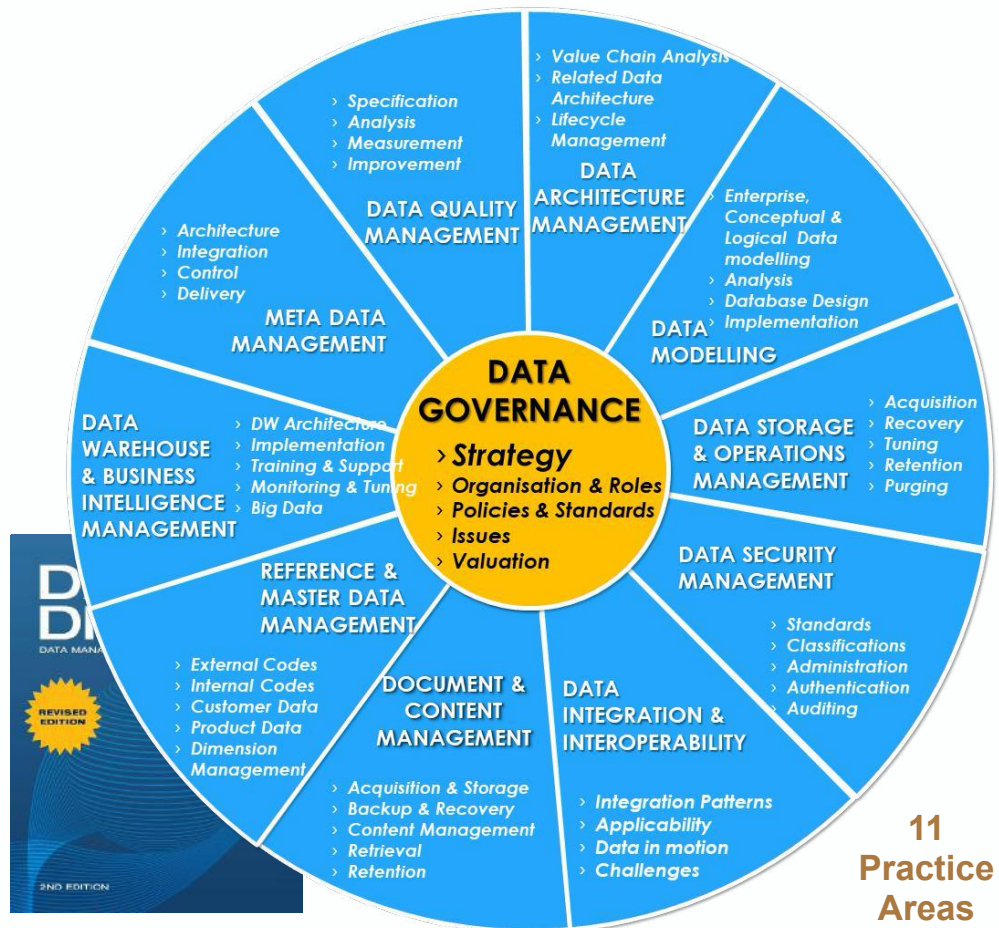 › Value Chain Analysis
› Related Data
Architecture
› Lifecycle
Management
DATA
ARCHITECTURE
MANAGEMENT
› Enterprise,
Conceptual &
Logical Data
modelling
› Analysis
› Database Design
› Implementation
DATA
MODELLING
› Acquisition
› Recovery
› Tuning
› Retention
› Purging
DATA STORAGE
& OPERATIONS
MANAGEMENT
DATA SECURITY
MANAGEMENT
› Standards
› Classifications
› Administration
› Authentication
› Auditing
DATA
INTEGRATION &
INTEROPERABILITY
› Integration Patterns
› Applicability
› Data in motion
› Challenges
DOCUMENT &
CONTENT
MANAGEMENT
› Acquisition & Storage
› Backup & Recovery
› Content Management
› Retrieval
› Retention
REFERENCE &
MASTER DATA
MANAGEMENT
› External Codes
› Internal Codes
› Customer Data
› Product Data
› Dimension
Management
DATA
WAREHOUSE
& BUSINESS
INTELLIGENCE
MANAGEMENT
› DW Architecture
› Implementation
› Training & Support
› Monitoring & Tuning
› Big Data
› Architecture
› Integration
› Control
› Delivery
META DATA
MANAGEMENT
› Specification
› Analysis
› Measurement
› Improvement
DATA QUALITY
MANAGEMENT
DATA
GOVERNANCE
› Strategy
› Organisation & Roles
› Policies & Standards
› Issues
› Valuation
DATA
REVISED
EDITION
2ND EDITION
11
Practice
Areas